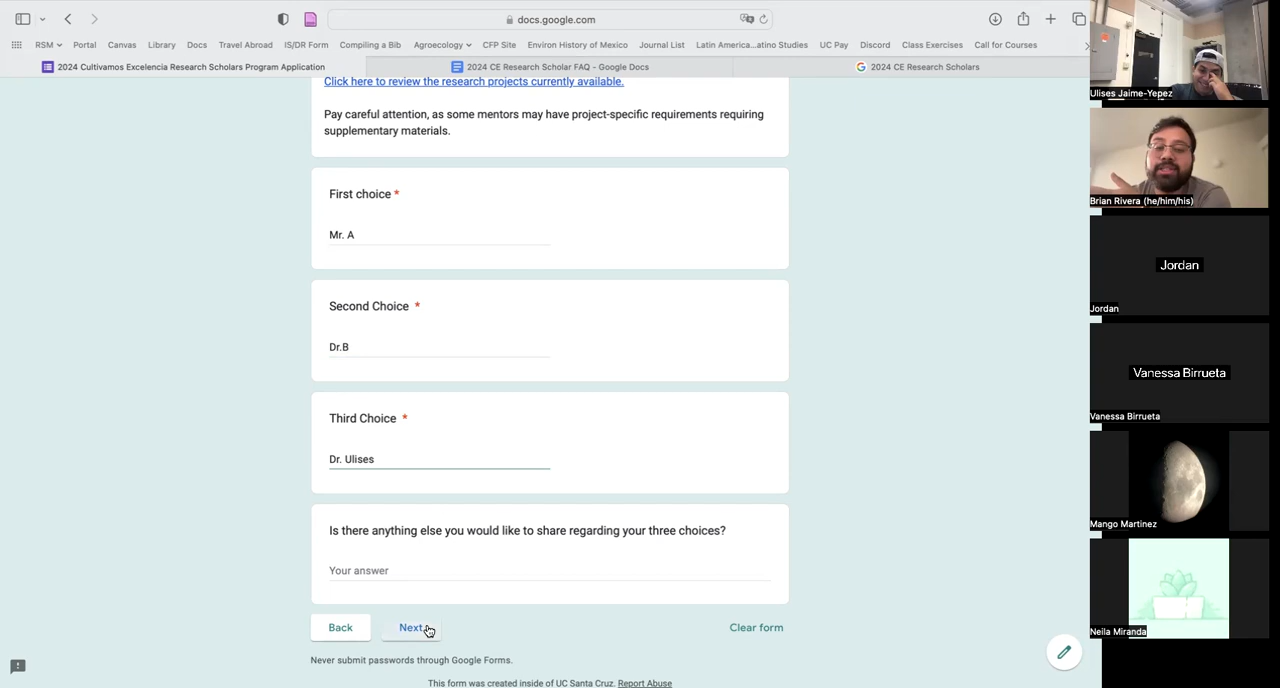 docs.google.com
RSM
Portal
Canvas
Library
Docs
Travel Abroad
IS/DR Form
Compiling a Bib
Agroecology
CFP Site
Environ History of Mexico
Journal List
Latin America...atino Studies
UC Pay
Discord
Class Exercises
Call for Courses
2024 Cultivamos Excelencia Research Scholars Program Application
2024 CE Research Scholar FAQ - Google Docs
2024 CE Research Scholars
Click here to review the research projects currently available.
Pay careful attention, as some mentors may have project-specific requirements requiring
supplementary materials.
First choice *
Mr. A
Second Choice *
Dr.B
Third Choice *
Dr. Ulises
Is there anything else you would like to share regarding your three choices?
Your answer
Back
Next
Clear form
Never submit passwords through Google Forms.
This form was created inside of UC Santa Cruz. Report Abuse
Ulises Jaime-Yepez
Brian Rivera (he/him/his)
Jordan
Jordan
Vanessa Birrueta
Vanessa Birrueta
Mango Martinez
Neila Miranda